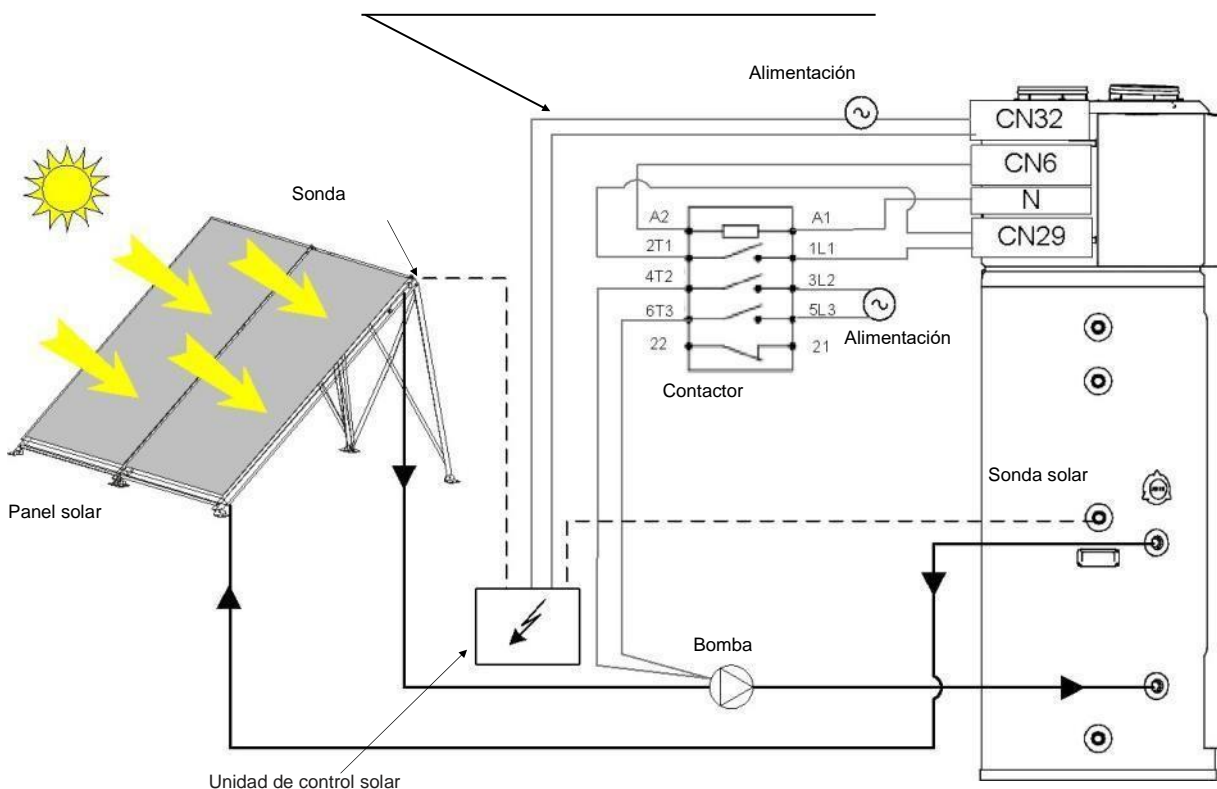 Alimentación
CN32
CN6
N
CN29
Sonda
A2
A1
2T1
1L1
4T2
3L2
6T3
5L3
22
21
Alimentación
Contactor
Sonda solar
Panel solar
Bomba
Unidad de control solar